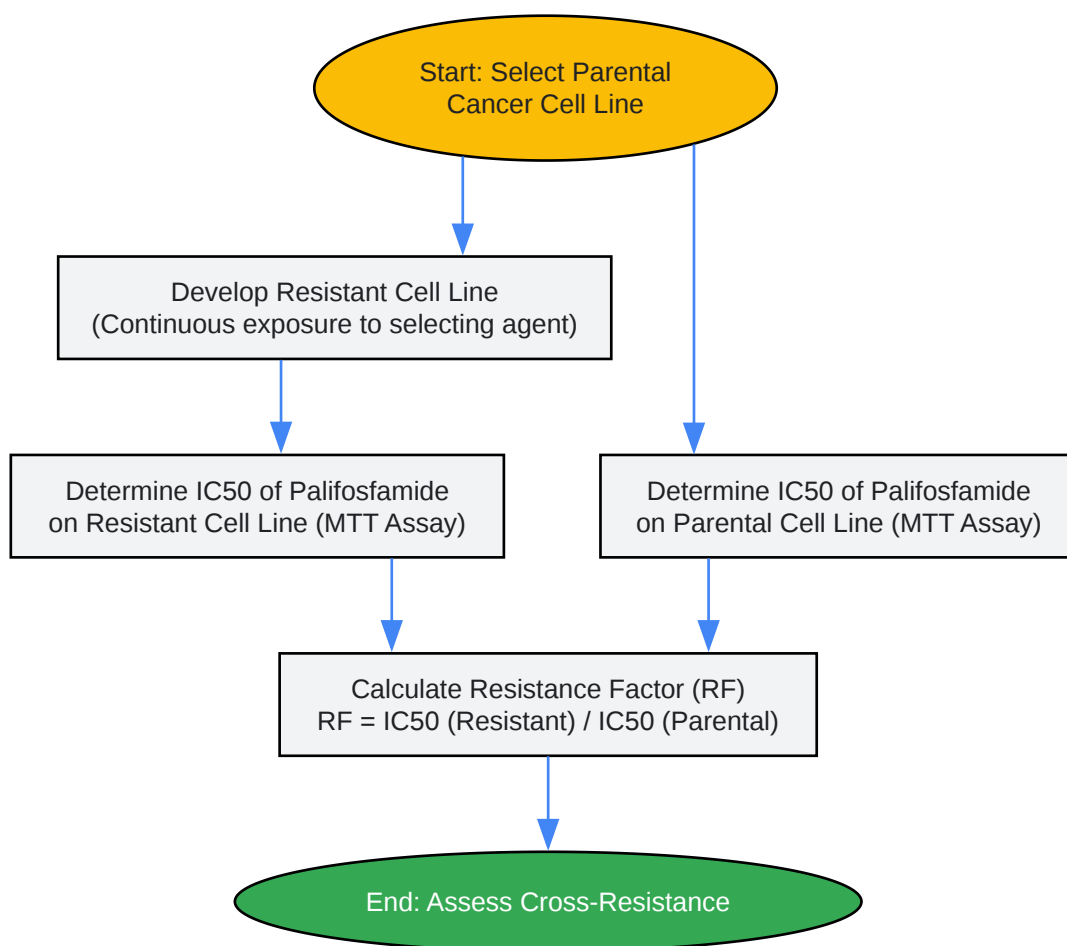 Start: Select Parental
Cancer Cell Line
Develop Resistant Cell Line
(Continuous exposure to selecting agent)
Determine IC50 of Palifosfamide
on Resistant Cell Line (MTT Assay)
Determine IC50 of Palifosfamide
on Parental Cell Line (MTT Assay)
Calculate Resistance Factor (RF)
RF = IC50 (Resistant) / IC50 (Parental)
End: Assess Cross-Resistance